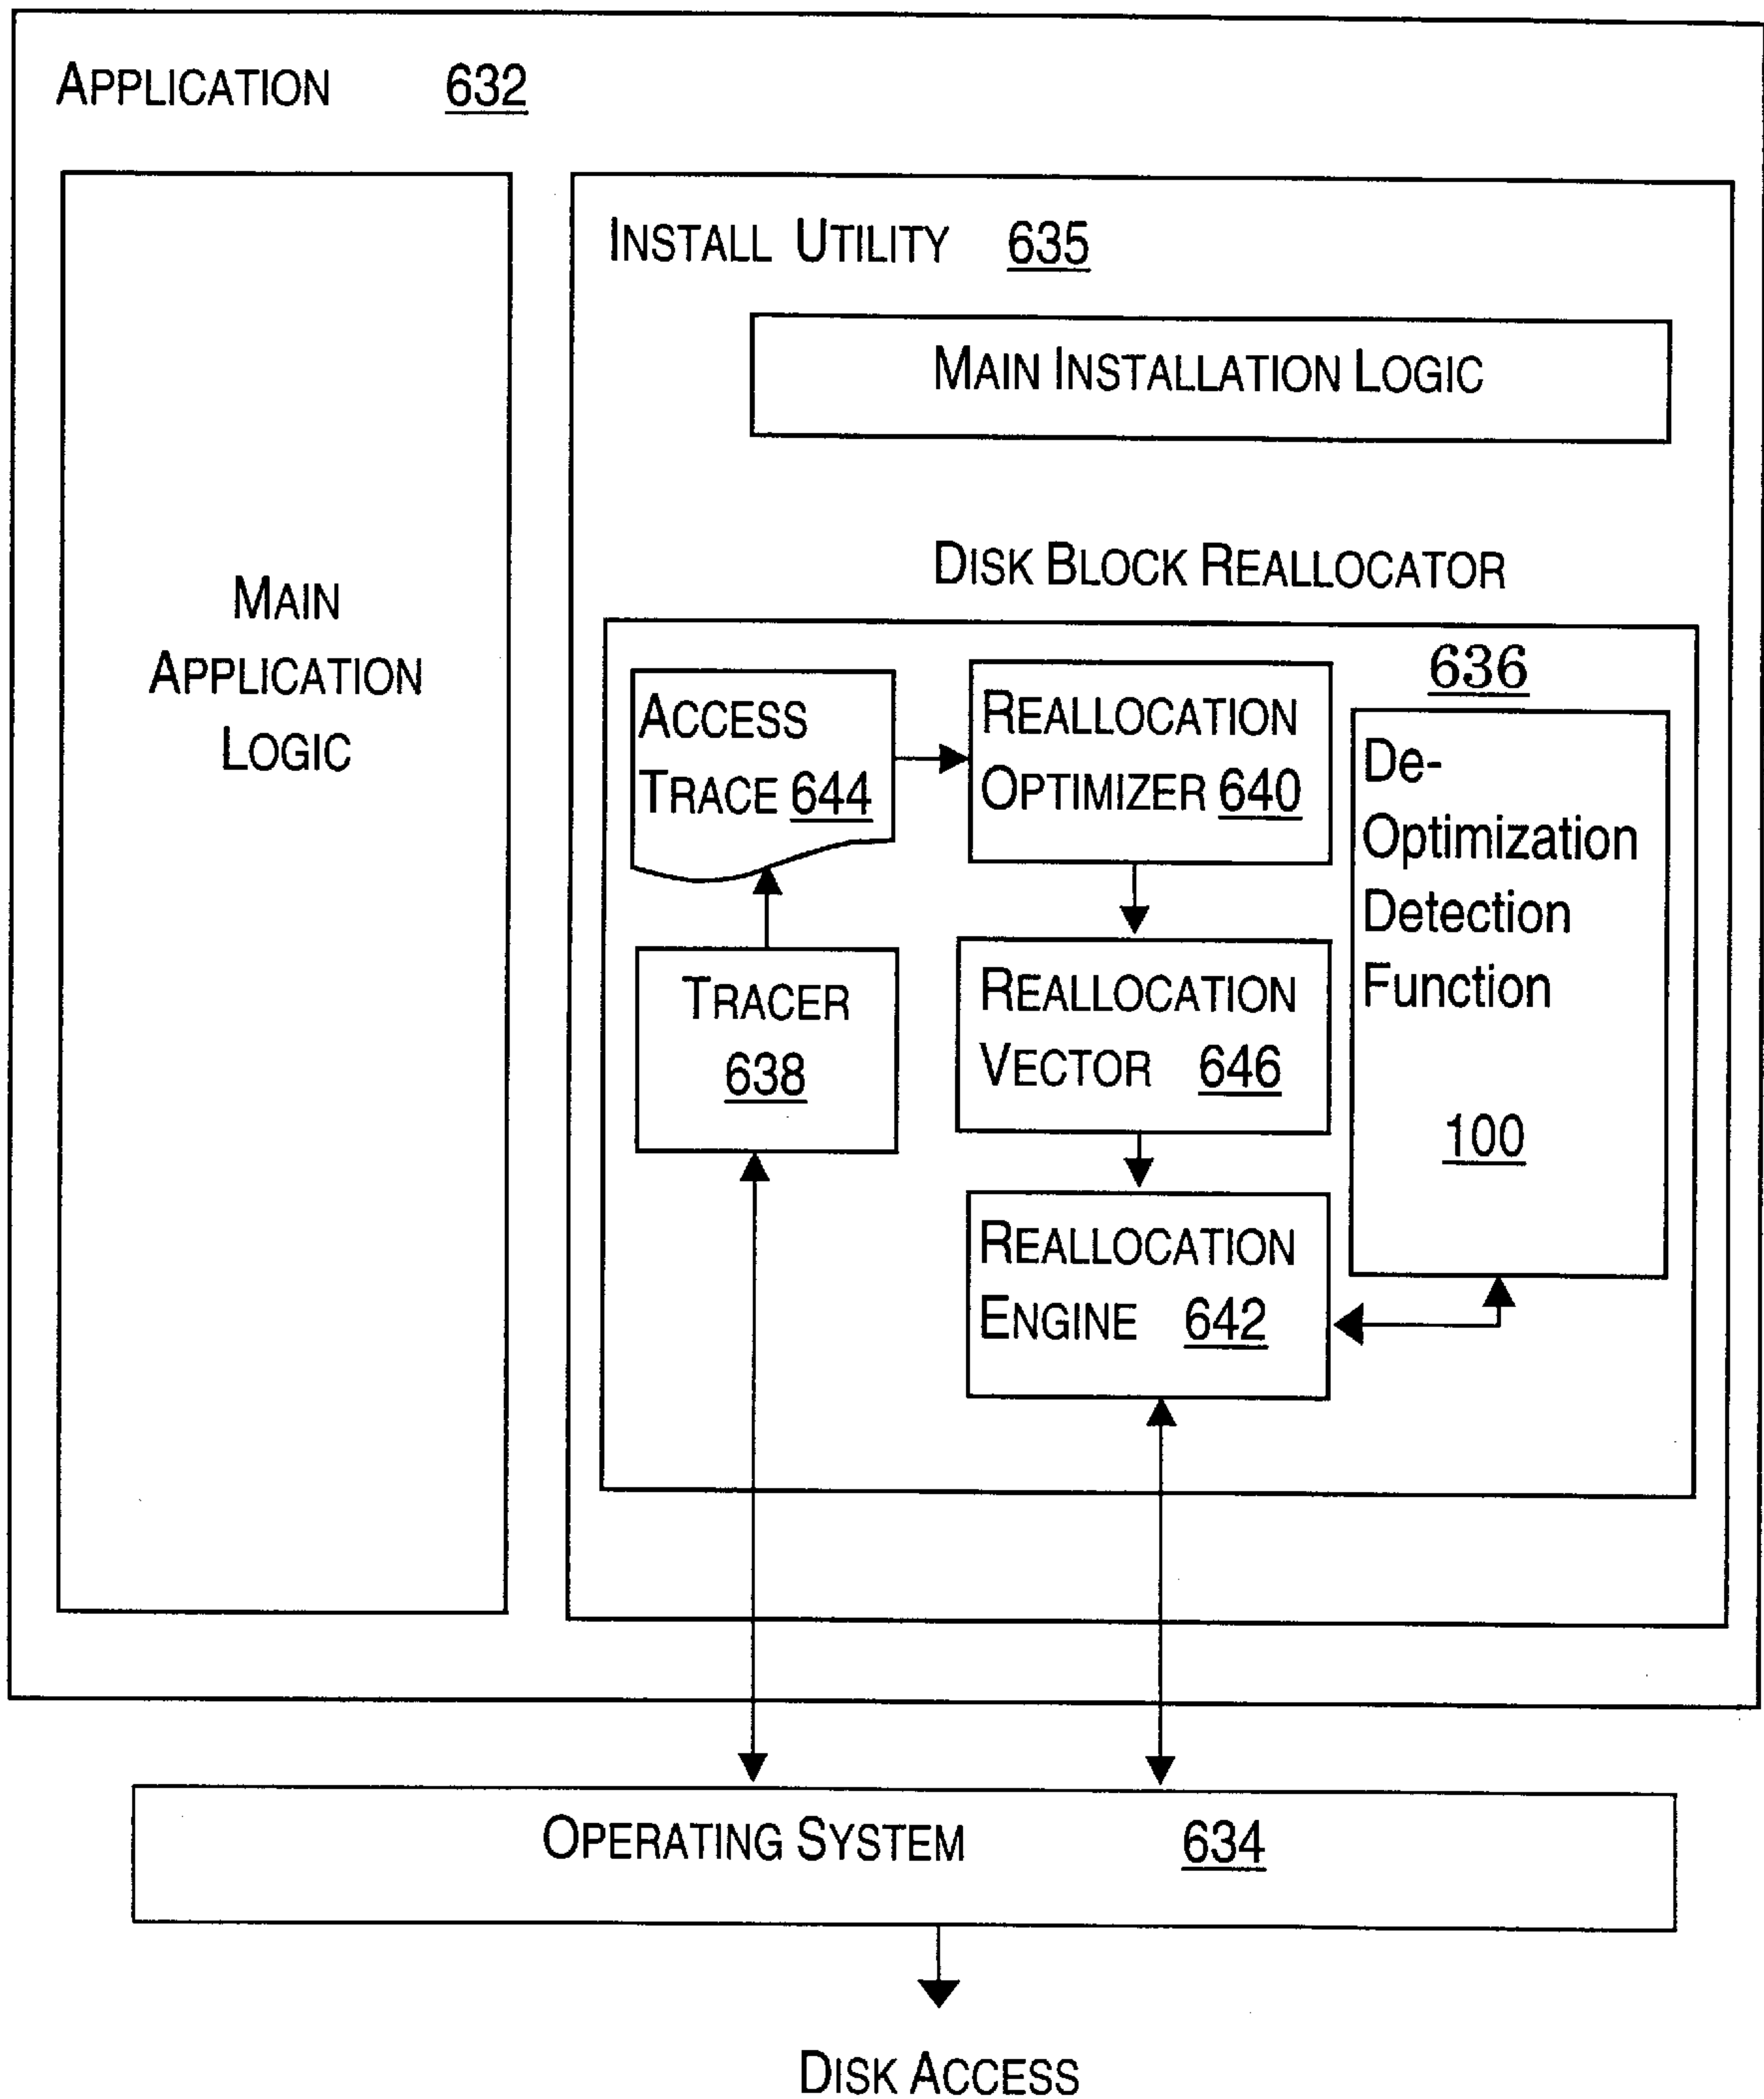 APPLICATION 632
MAIN
APPLICATION
LOGIC
INSTALL UTILITY 635
MAIN INSTALLATION LOGIC
DISK BLOCK REALLOCATOR
636
ACCESS
TRACE 644
REALLOCATION
OPTIMIZER 640
De-
Optimization
Detection
Function
100
TRACER
638
REALLOCATION
VECTOR 646
REALLOCATION
ENGINE 642
OPERATING SYSTEM 634
DISK ACCESS